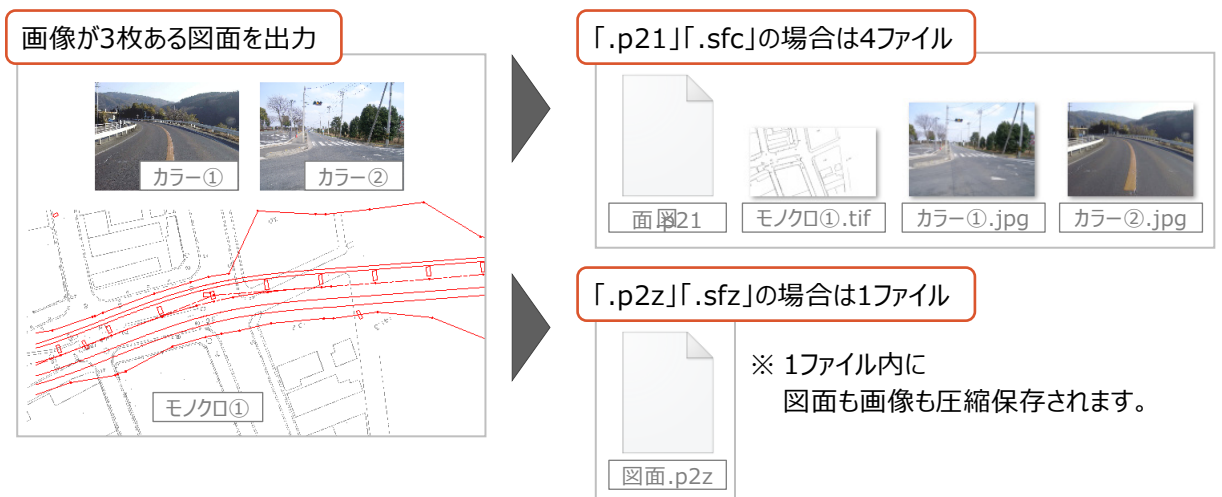 画像が3枚ある図面を出力
カラー①
カラー②
モノクロ①
「.p21」「.sfc」の場合は4ファイル
図面.p21
モノクロ①.tif
カラー①.jpg
カラー②.jpg
「.p2z」「.sfz」の場合は1ファイル
図面.p2z
※ 1ファイル内に
図面も画像も圧縮保存されます。